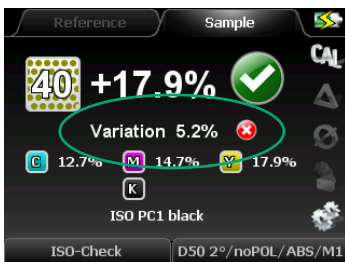 Reference Sample
CAL
40 +17.9%
Variation 5.2%
C 12.7% M 14.7% Y 17.9%
K
ISO PC1 black
ISO-Check D50 2°/noPOL/ABS/M1